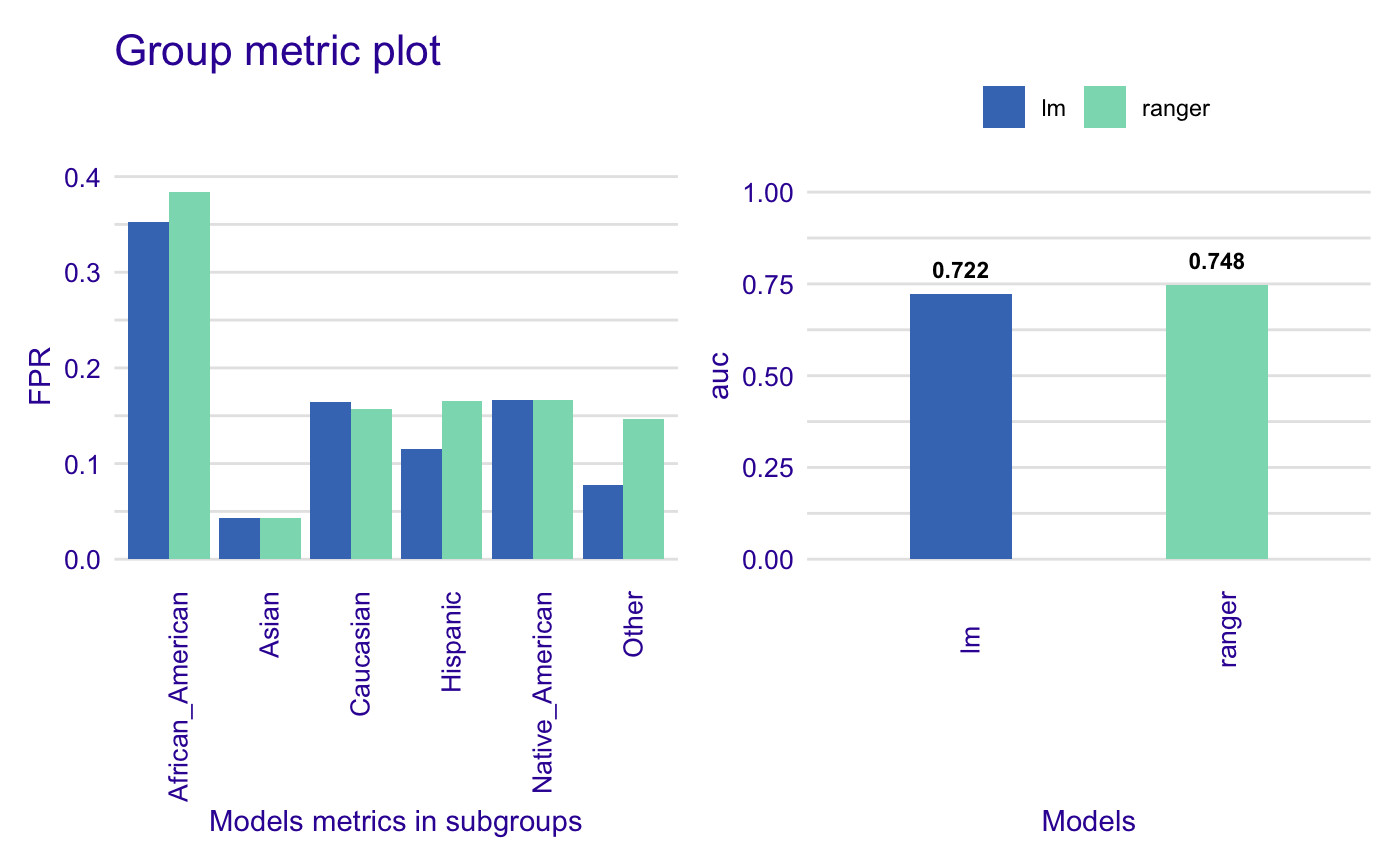 Group metric plot
lm
ranger
FPR
0.4
0.3
0.2
0.1
0.0
African_American
Asian
Caucasian
Hispanic
Native_American
Other
Models metrics in subgroups
auc
1.00
0.75
0.50
0.25
0.00
0.722
0.748
lm
ranger
Models